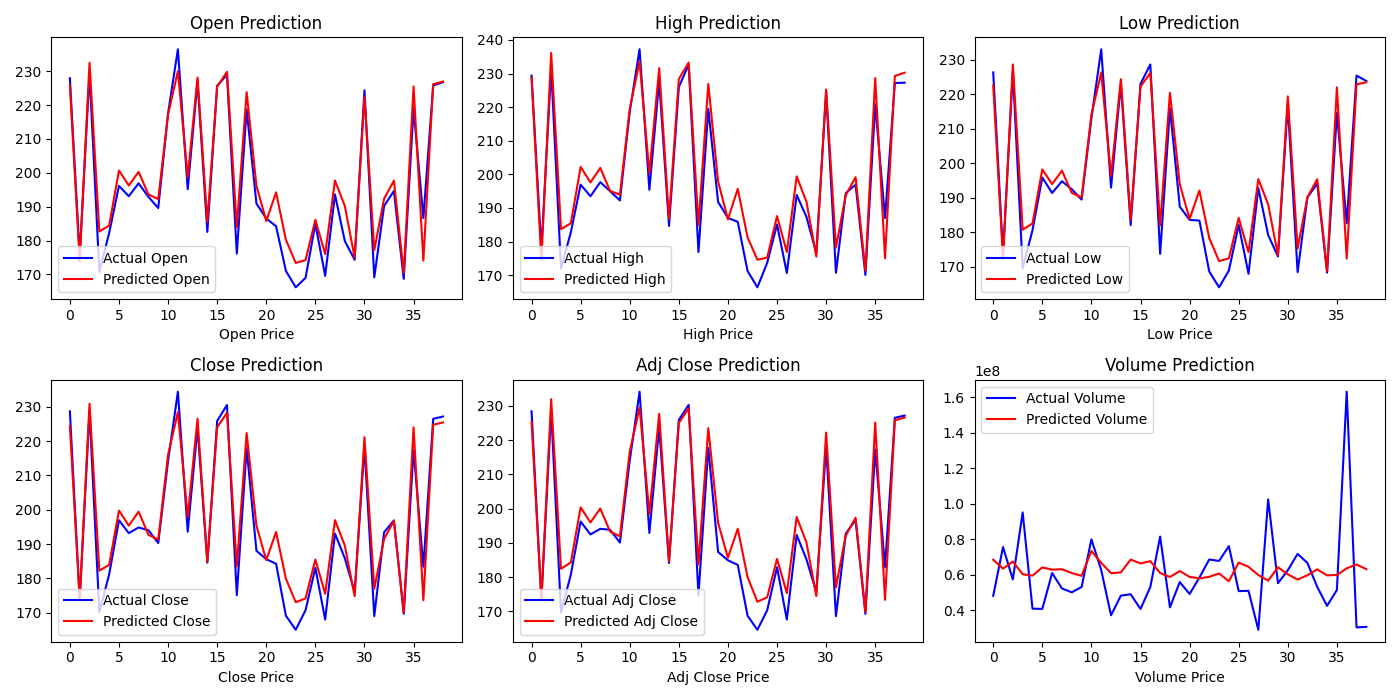 Open Prediction
230
220
210
200
190
180
170
Actual Open
Predicted Open
0 5 10 15 20 25 30 35
Open Price
High Prediction
240
230
220
210
200
190
180
170
Actual High
Predicted High
0 5 10 15 20 25 30 35
High Price
Low Prediction
230
220
210
200
190
180
170
Actual Low
Predicted Low
0 5 10 15 20 25 30 35
Low Price
Close Prediction
230
220
210
200
190
180
170
Actual Close
Predicted Close
0 5 10 15 20 25 30 35
Close Price
Adj Close Prediction
230
220
210
200
190
180
170
Actual Adj Close
Predicted Adj Close
0 5 10 15 20 25 30 35
Adj Close Price
Volume Prediction
1e8
1.6
1.4
1.2
1.0
0.8
0.6
0.4
Actual Volume
Predicted Volume
0 5 10 15 20 25 30 35
Volume Price